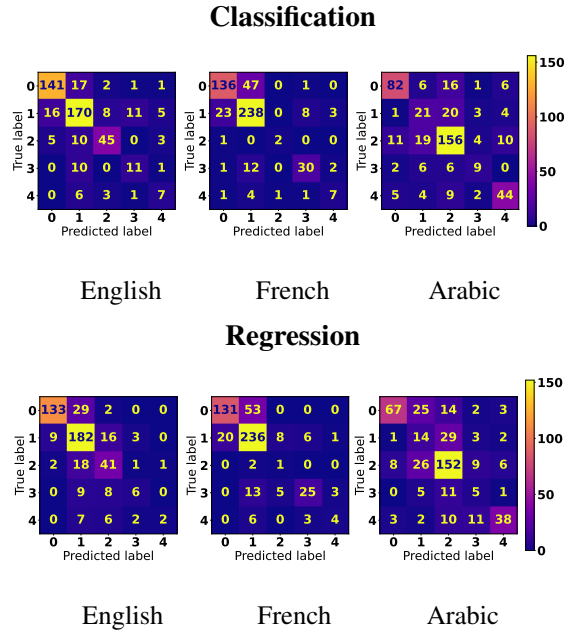 Classification
0 141 17 2 1 1
1 16 170 8 11 5
2 5 10 45 0 3
3 0 10 0 11 1
4 0 6 3 1 7
0 1 2 3 4
True label
Predicted label
136 47 0 1 0
23 238 0 8 3
1 0 2 0 0
1 12 0 30 2
1 4 1 1 7
0 1 2 3 4
Predicted label
0 82 6 16 1 6
1 1 21 20 3 4
2 11 19 156 4 10
3 2 6 6 9 0
4 5 4 9 2 44
0 1 2 3 4
True label
Predicted label
150
100
50
0
English French Arabic
Regression
0 133 29 2 0 0
1 9 182 16 3 0
2 2 18 41 1 1
3 0 9 8 6 0
4 0 7 6 2 2
0 1 2 3 4
True label
Predicted label
0 131 53 0 0 0
1 20 236 8 6 1
2 0 2 1 0 0
3 0 13 5 25 3
4 0 6 0 3 4
0 1 2 3 4
True label
Predicted label
0 67 25 14 2 3
1 1 14 29 3 2
2 8 26 152 9 6
3 0 5 11 5 1
4 3 2 10 11 38
0 1 2 3 4
True label
Predicted label
150
100
50
0
English French Arabic